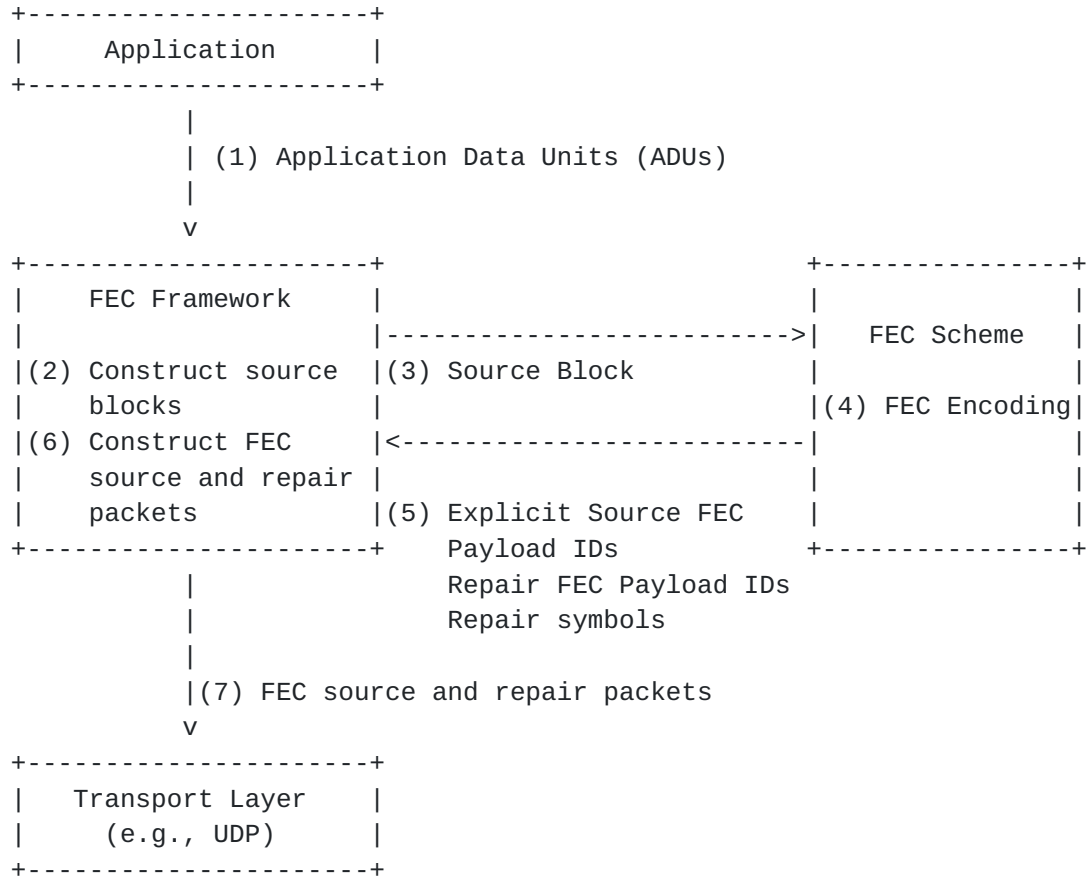 Application
(1) Application Data Units (ADUs)
FEC Framework
FEC Scheme
(2) Construct source
(3) Source Block
blocks
(4) FEC Encoding
(6) Construct FEC
source and repair
packets
(5) Explicit Source FEC
Payload IDs
Repair FEC Payload IDs
Repair symbols
(7) FEC source and repair packets
Transport Layer
(e.g., UDP)